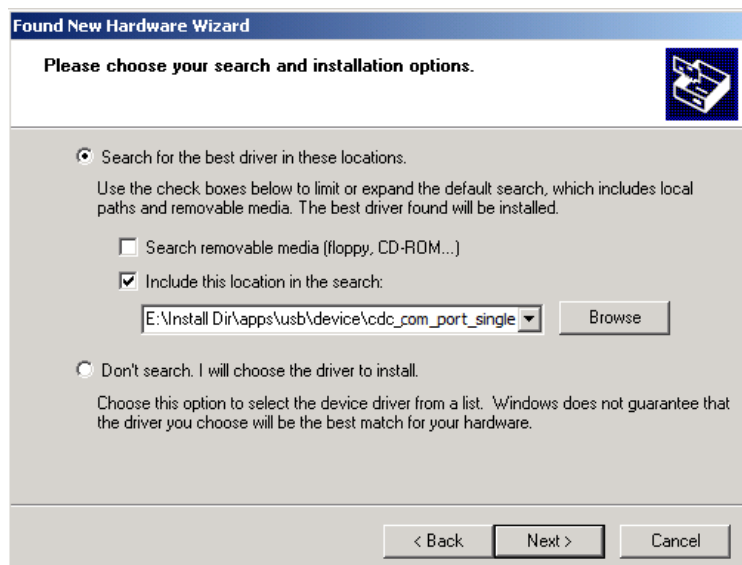 Found New Hardware Wizard
Please choose your search and installation options.
Search for the best driver in these locations.
Use the check boxes below to limit or expand the default search, which includes local
paths and removable media. The best driver found will be installed.
Search removable media (floppy, CD-ROM...)
Include this location in the search:
E:\Install Dir\apps\usb\device\cdc_com_port_single
Browse
Don't search. I will choose the driver to install.
Choose this option to select the device driver from a list. Windows does not guarantee that
the driver you choose will be the best match for your hardware.
< Back Next > Cancel